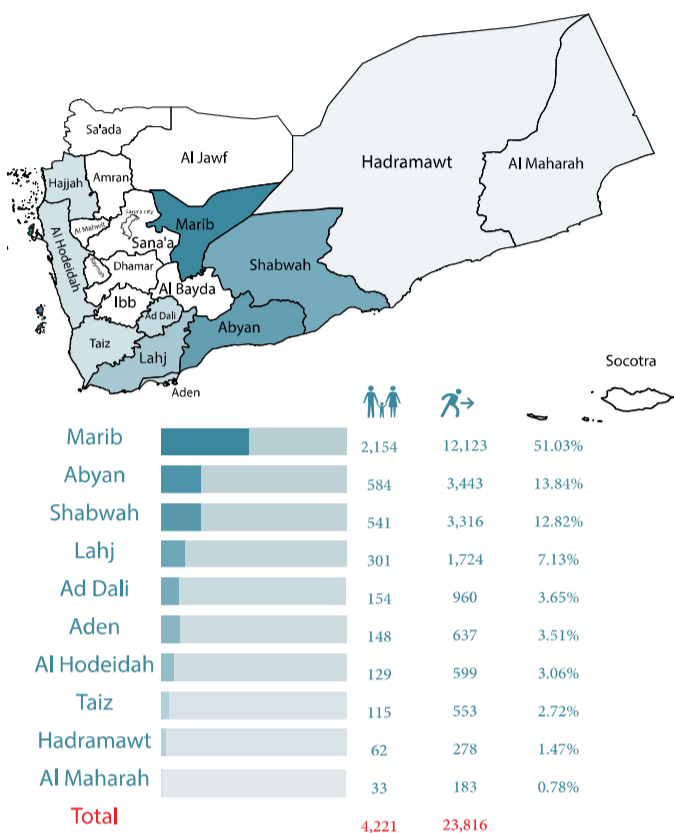 Sa'ada
Al Jawf
Hadramawt
Al Maharah
Hajjah
Amran
Sana'a city
Marib
Al Mahwit
Sana'a
Al Hodeidah
Shabwah
Raymah
Dhamar
Al Bayda
Ibb
Ad Dali
Abyan
Taiz
Lahj
Socotra
Aden
Marib 2,154 12,123 51.03%
Abyan 584 3,443 13.84%
Shabwah 541 3,316 12.82%
Lahj 301 1,724 7.13%
Ad Dali 154 960 3.65%
Aden 148 637 3.51%
Al Hodeidah 129 599 3.06%
Taiz 115 553 2.72%
Hadramawt 62 278 1.47%
Al Maharah 33 183 0.78%
Total 4,221 23,816